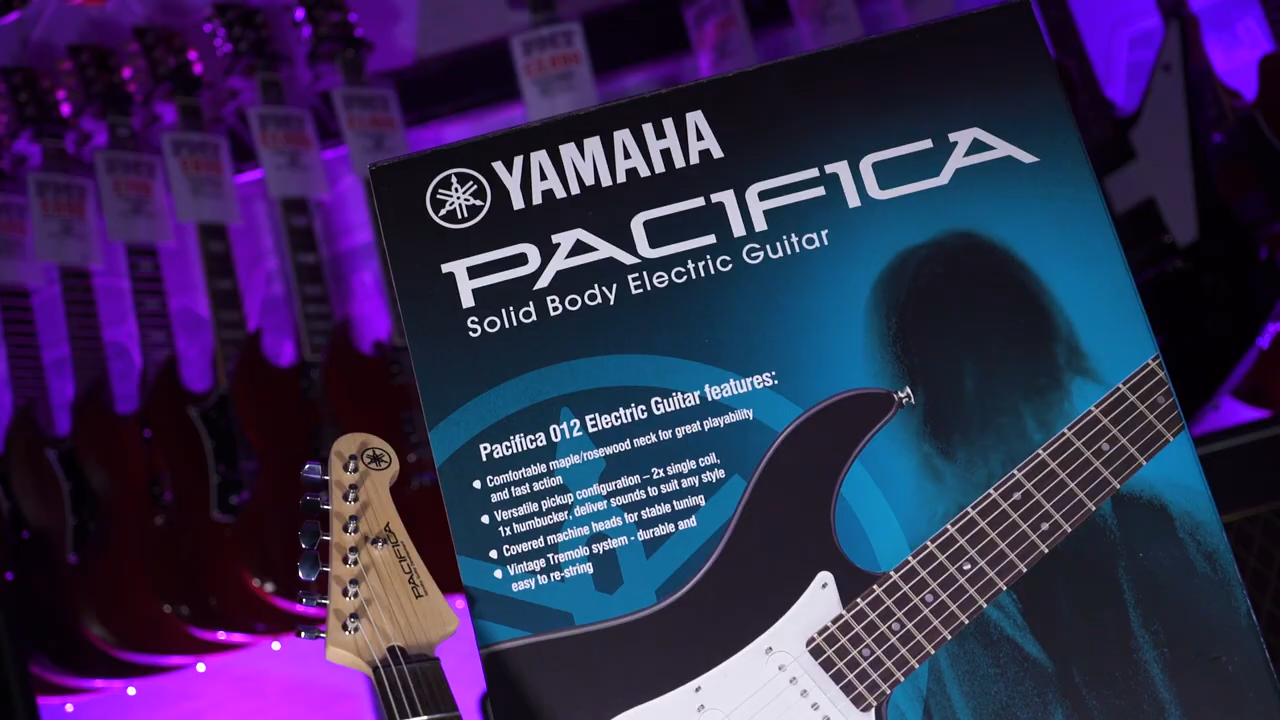 YAMAHA
PACIFICA
Solid Body Electric Guitar
Pacifica 012 Electric Guitar features:
Comfortable maple/rosewood neck for great playability
and fast action
Versatile pickup configuration – 2x single coil,
1x humbucker, deliver sounds to suit any style
Covered machine heads for stable tuning
Vintage Tremolo system - durable and
easy to re-string
PACIFICA